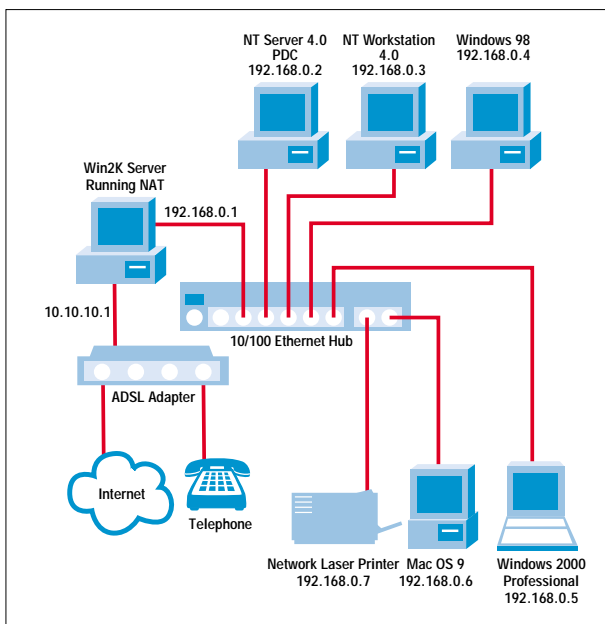 NT Server 4.0
PDC
192.168.0.2
NT Workstation
4.0
192.168.0.3
Windows 98
192.168.0.4
Win2K Server
Running NAT
192.168.0.1
10.10.10.1
10/100 Ethernet Hub
ADSL Adapter
Internet
Telephone
Network Laser Printer
192.168.0.7
Mac OS 9
192.168.0.6
Windows 2000
Professional
192.168.0.5